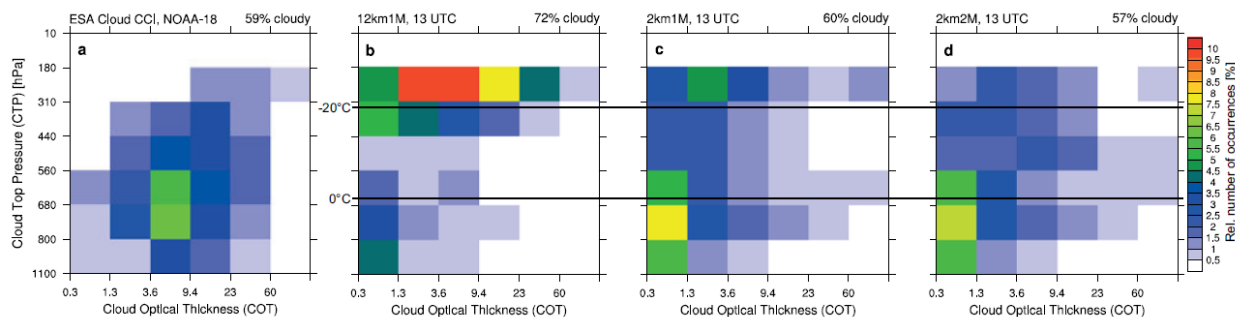 ESA Cloud CCI, NOAA-18 59% cloudy
12km1M, 13 UTC 72% cloudy
2km1M, 13 UTC 60% cloudy
2km2M, 13 UTC 57% cloudy
a
b
c
d
Cloud Top Pressure (CTP) [hPa]
10
180
310
440
560
680
800
1100
-20°C
0°C
0.3 1.3 3.6 9.4 23 60
0.3 1.3 3.6 9.4 23 60
0.3 1.3 3.6 9.4 23 60
0.3 1.3 3.6 9.4 23 60
Cloud Optical Thickness (COT)
Cloud Optical Thickness (COT)
Cloud Optical Thickness (COT)
Cloud Optical Thickness (COT)
10
9.5
9
8.5
8
7.5
7
6.5
6
5.5
5
4.5
4
3.5
3
2.5
2
1.5
1
0.5
Rel. number of occurrences [%]